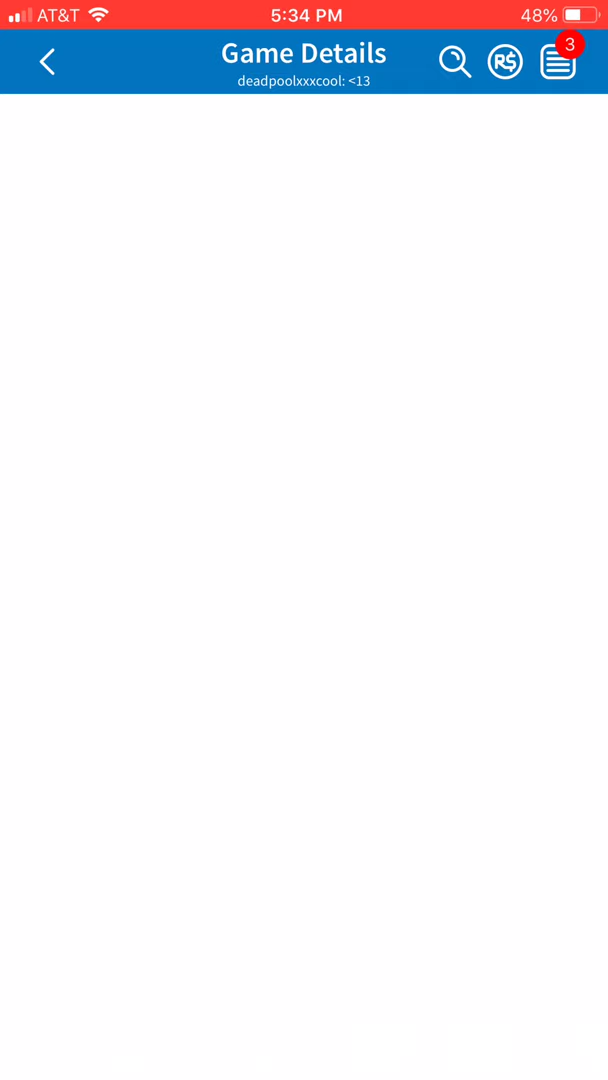 AT&T 5:34 PM 48%
Game Details
deadpoolxxxcool: <13
R$
3